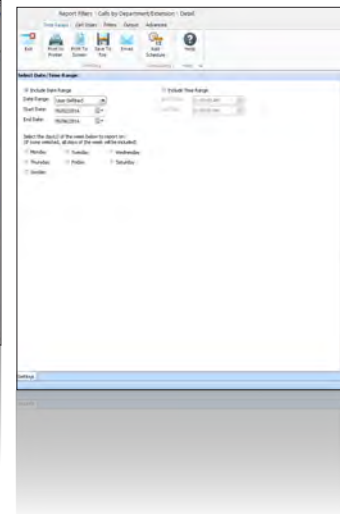 Report Filters - Calls by Department/Extension - Detail
Time Range Call Types Filters Output Advanced
Exit Print to Printer Print To Screen Save To File Email Add Schedule Help
Select Date/Time Range:
Include Date Range Include Time Range
Date Range: User Defined
Start Date:
End Date:
Select the day(s) of the week below to report on:
(If none selected, all days of the week will be included)
Monday Tuesday Wednesday
Thursday Friday Saturday
Sunday
Settings